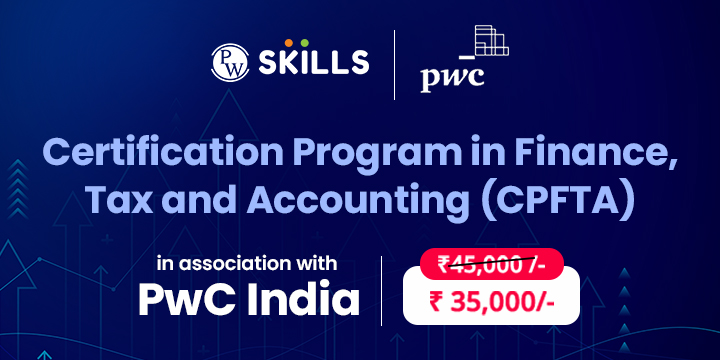 PW SKILLS
pwc
Certification Program in Finance,
Tax and Accounting (CPFTA)
in association with
PwC India
₹45,000 /-
₹ 35,000/-